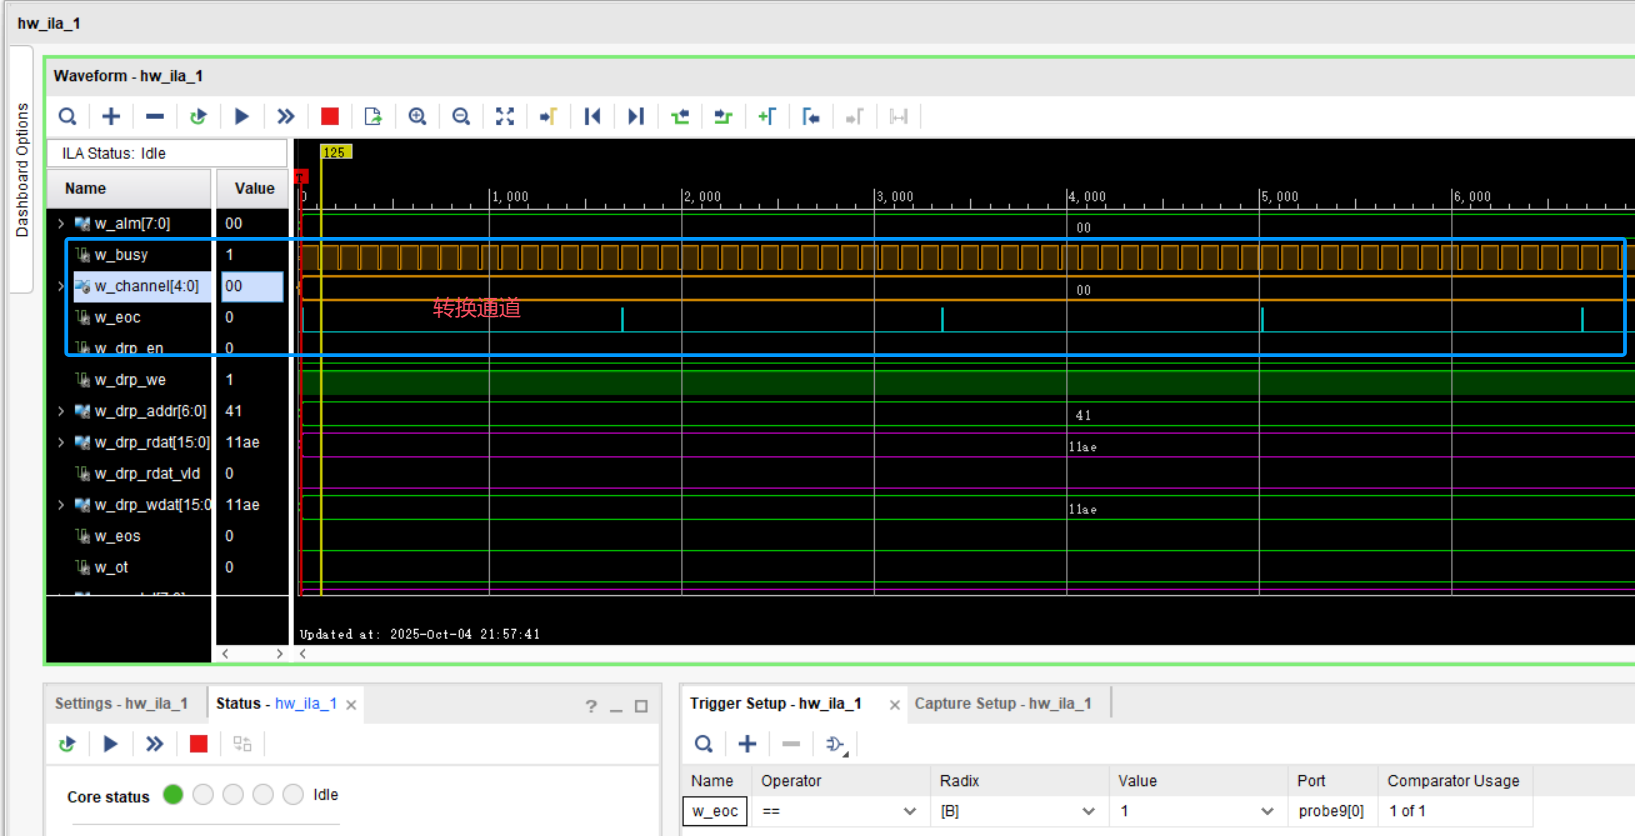 hw_ila_1
Dashboard Options
Waveform - hw_ila_1
ILA Status: Idle
125
Name Value
T
0 1,000 2,000 3,000 4,000 5,000 6,000
w_alm[7:0] 00 00
w_busy 1
w_channel[4:0] 00 00
转换通道
w_eoc 0
w_drp_en 0
w_drp_we 1
w_drp_addr[6:0] 41 41
w_drp_rdat[15:0] 11ae 11ae
w_drp_rdat_vld 0
w_drp_wdat[15:0 11ae 11ae
w_eos 0
w_ot 0
Updated at: 2025-Oct-04 21:57:41
Settings - hw_ila_1 Status - hw_ila_1
Core status Idle
Trigger Setup - hw_ila_1 Capture Setup - hw_ila_1
Name Operator Radix Value Port Comparator Usage
w_eoc == [B] 1 probe9[0] 1 of 1